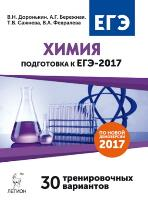 В.Н. Доронькин, А.Г. Бережная,
Т.В. Сажнева, В.А. Февралева
ЕГЭ
ХИМИЯ
ПОДГОТОВКА К ЕГЭ-2017
ПО НОВОЙ
ДЕМОВЕРСИИ
2017
ЛЕГИОН
30 ТРЕНИРОВОЧНЫХ
ВАРИАНТОВ